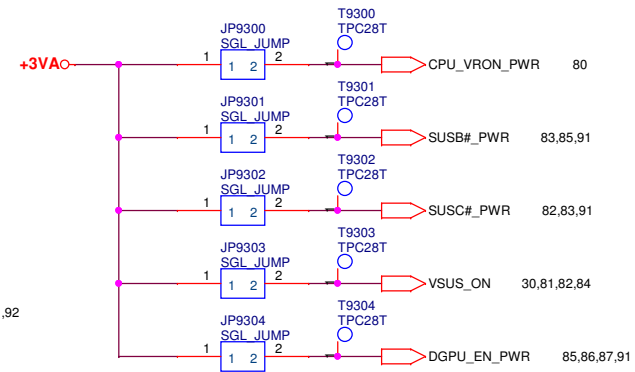 T9300
JP9300
TPC28T
SGL_JUMP
+3VA 1 1 2 2 CPU_VRON_PWR 80
T9301
JP9301
TPC28T
SGL_JUMP
1 1 2 2 SUSB#_PWR 83,85,91
T9302
JP9302
TPC28T
SGL_JUMP
1 1 2 2 SUSC#_PWR 82,83,91
T9303
JP9303
TPC28T
SGL_JUMP
1 1 2 2 VSUS_ON 30,81,82,84
,92
T9304
JP9304
TPC28T
SGL_JUMP
1 1 2 2 DGPU_EN_PWR 85,86,87,91